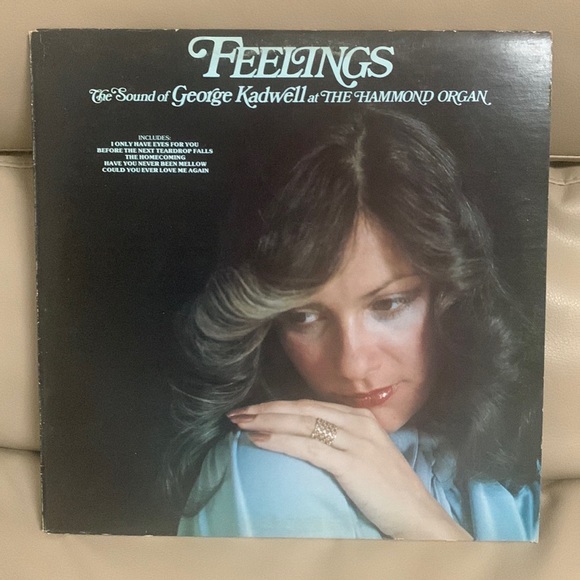 FEELINGS
The Sound of George Kadwell at THE HAMMOND ORGAN
INCLUDES:
I ONLY HAVE EYES FOR YOU
BEFORE THE NEXT TEARDROP FALLS
THE HOMECOMING
HAVE YOU NEVER BEEN MELLOW
COULD YOU EVER LOVE ME AGAIN